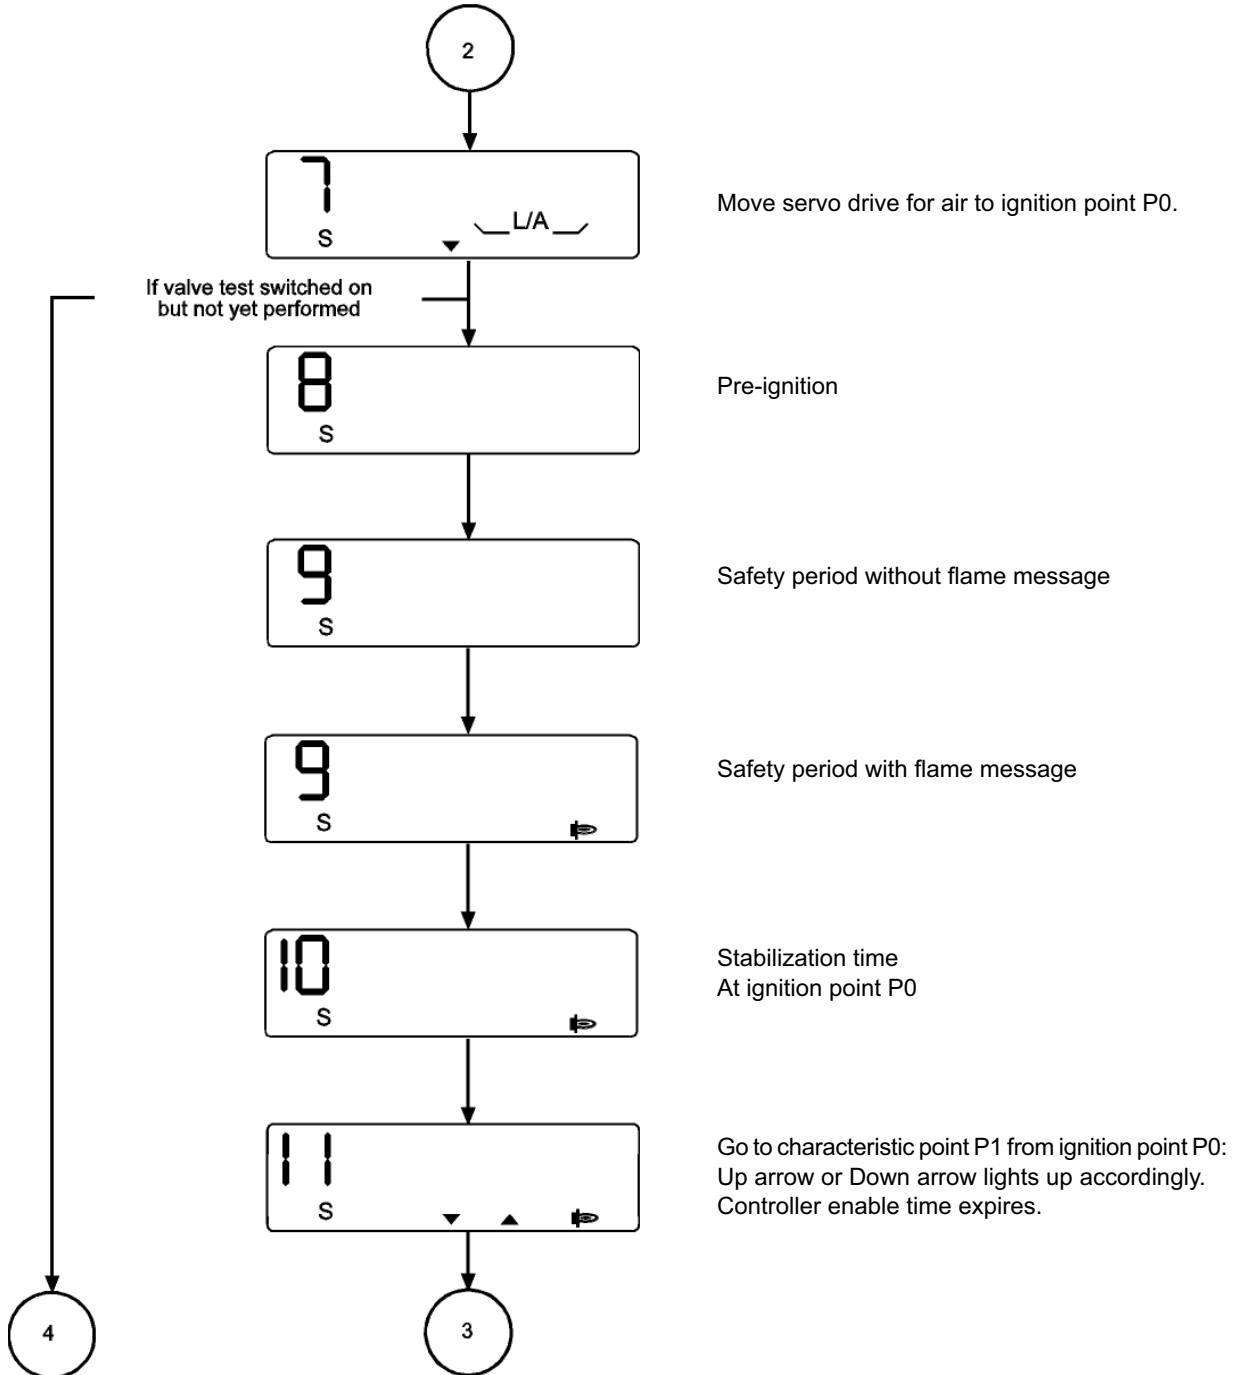 2
7
S
L/A
Move servo drive for air to ignition point P0.
If valve test switched on
but not yet performed
8
S
Pre-ignition
9
S
Safety period without flame message
9
S
Safety period with flame message
10
S
Stabilization time
At ignition point P0
11
S
Go to characteristic point P1 from ignition point P0:
Up arrow or Down arrow lights up accordingly.
Controller enable time expires.
4
3